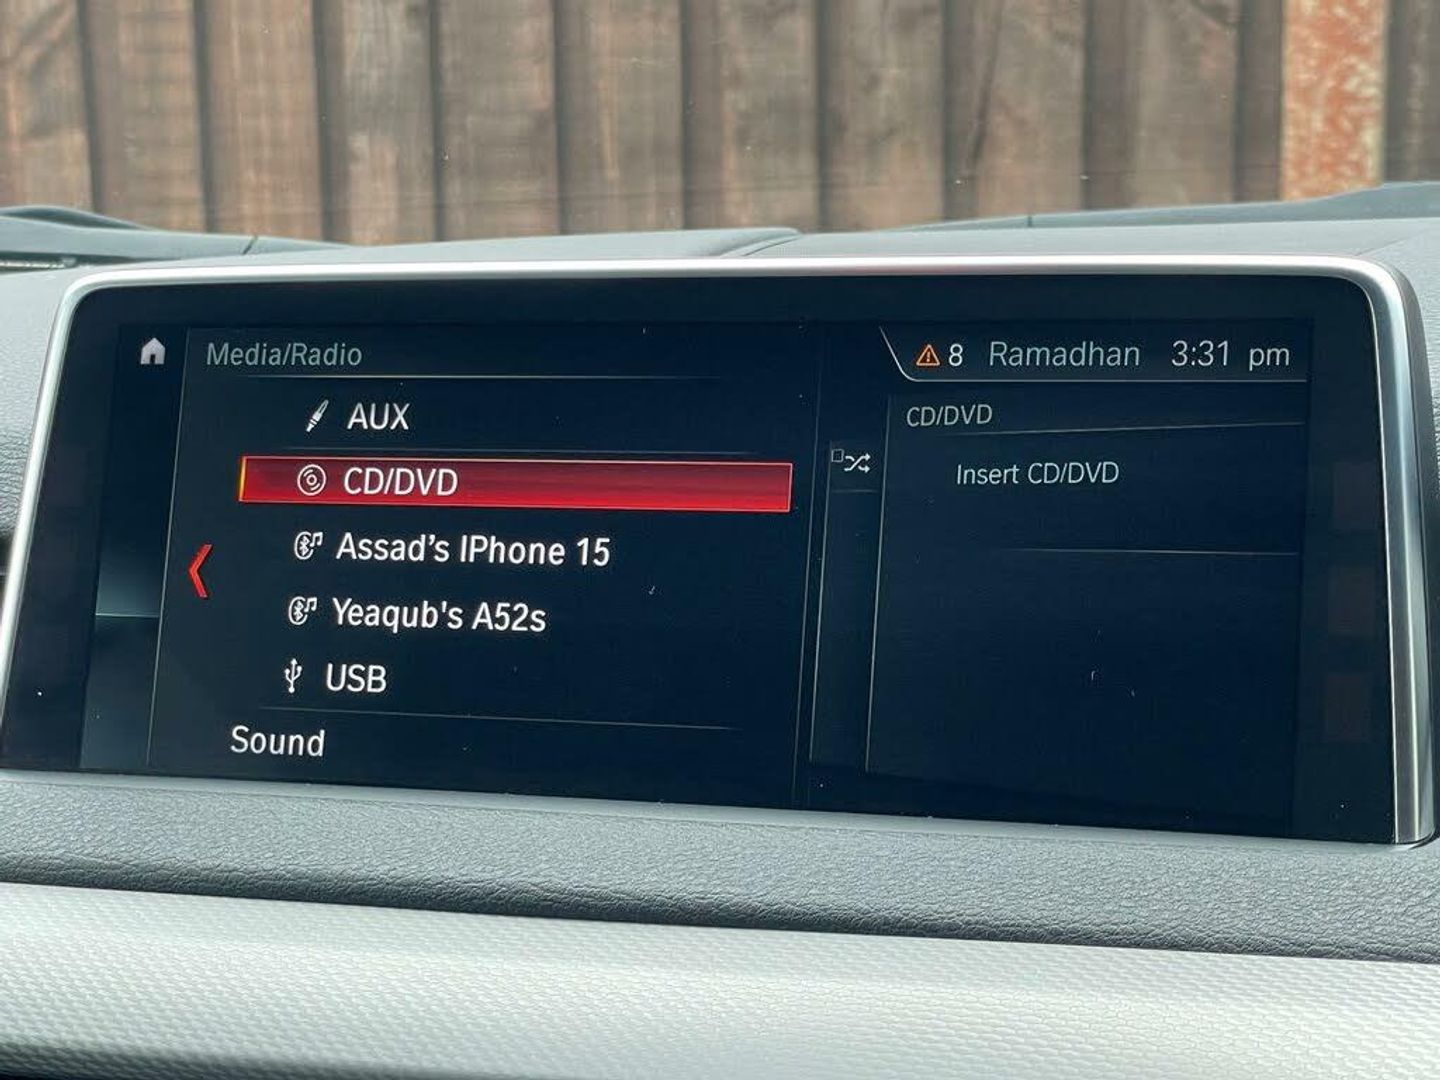 Media/Radio
8 Ramadhan 3:31 pm
AUX
CD/DVD
Assad's IPhone 15
Yeaqub's A52s
USB
Sound
CD/DVD
Insert CD/DVD